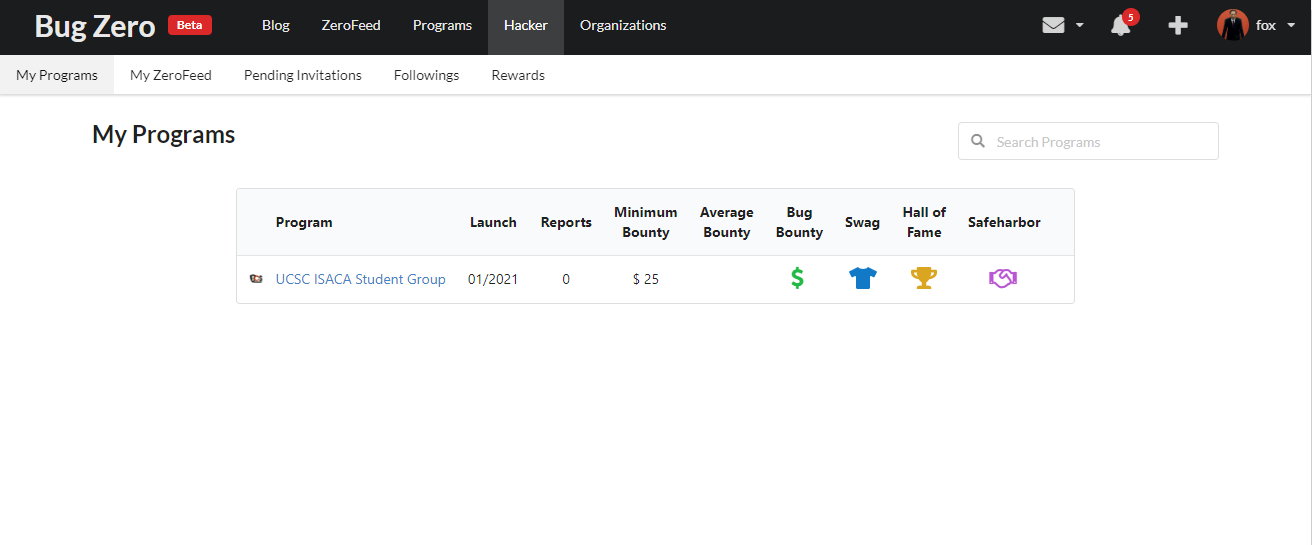 Bug Zero Beta Blog ZeroFeed Programs Hacker Organizations 5 fox
My Programs My ZeroFeed Pending Invitations Followings Rewards
My Programs
Search Programs
Program Launch Reports Minimum Bounty Average Bounty Bug Bounty Swag Hall of Fame Safeharbor
UCSC ISACA Student Group 01/2021 0 $ 25 $